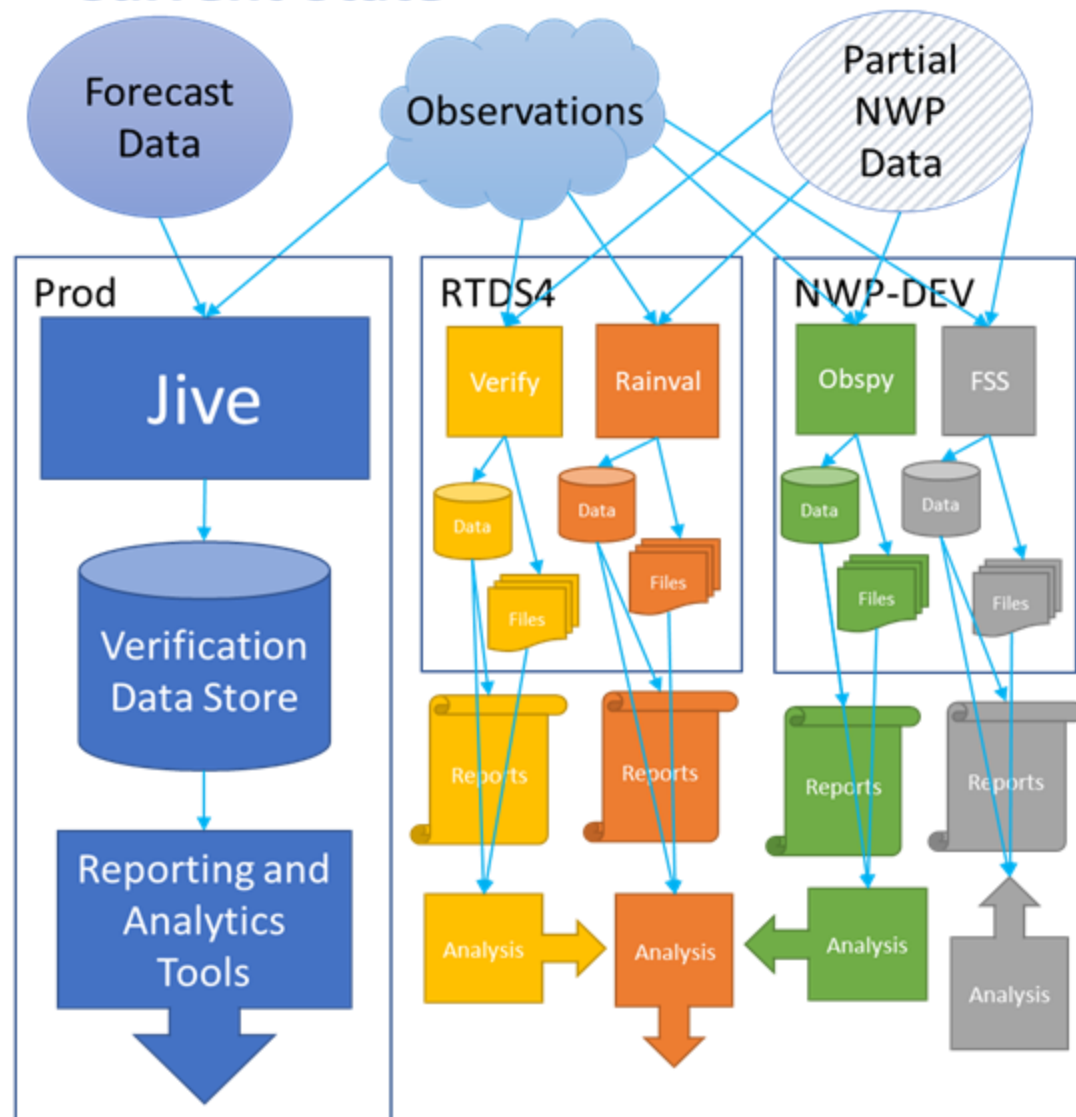 Forecast
Data
Observations
Partial
NWP
Data
Prod
Jive
Verification
Data Store
Reporting and
Analytics
Tools
RTDS4
Verify
Rainval
Data
Data
Files
Files
Reports
Reports
Analysis
Analysis
NWP-DEV
Obspy
FSS
Data
Data
Files
Files
Reports
Reports
Analysis
Analysis